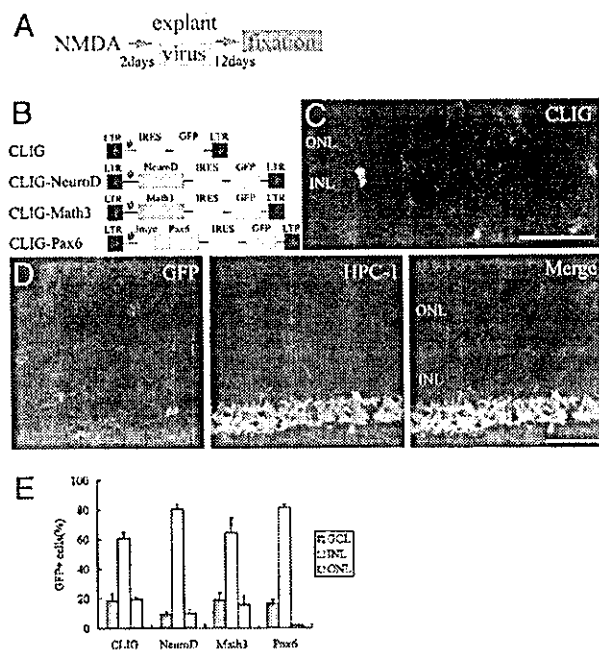 A
explant
NMDA virus fixation
2days 12days
B
LTR ψ IRES GFP LTR
CLIG
LTR ψ NeuroD IRES GFP LTR
CLIG-NeuroD
LTR ψ Math3 IRES GFP LTR
CLIG-Math3
LTR 6myc Pax6 IRES GFP LTR
CLIG-Pax6
C CLIG
ONL
INL
D GFP HPC-1 Merge
ONL
INL
E
GFP+ cells(%)
100
80
60
40
20
0
GCL
INL
ONL
CLIG NeuroD Math3 Pax6